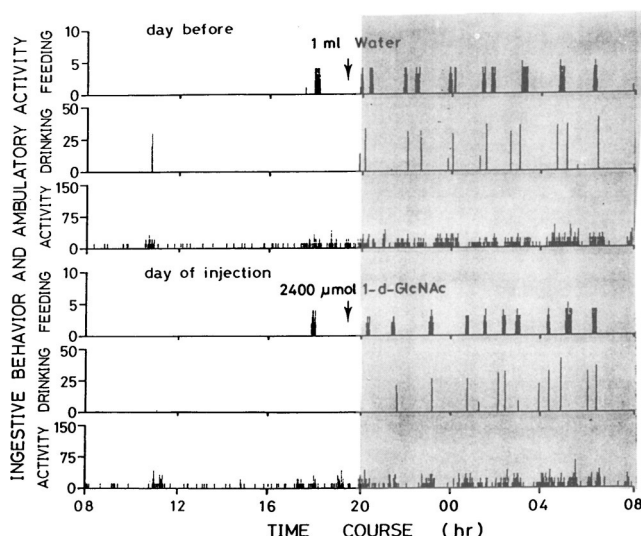 INGESTIVE BEHAVIOR AND AMBULATORY ACTIVITY
FEEDING
10
5
0
day before
1 ml Water
DRINKING
50
25
0
ACTIVITY
150
75
0
FEEDING
10
5
0
day of injection
2400 µmol 1-d-GlcNAc
DRINKING
50
25
0
ACTIVITY
150
75
0
08 12 16 20 00 04 08
TIME COURSE (hr)